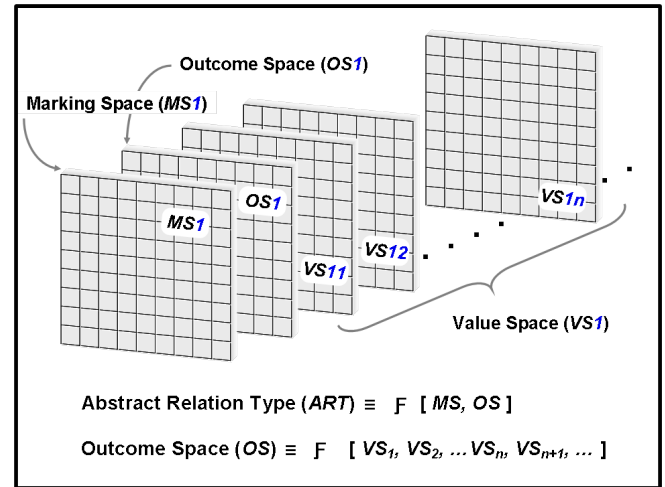 Outcome Space (OS1)
Marking Space (MS1)
MS1
OS1
VS11
VS12
VS1n
Value Space (VS1)
Abstract Relation Type (ART) ≡ Ƒ [ MS, OS ]
Outcome Space (OS) ≡ Ƒ [ VS₁, VS₂, ... VSₙ, VSₙ₊₁, ... ]